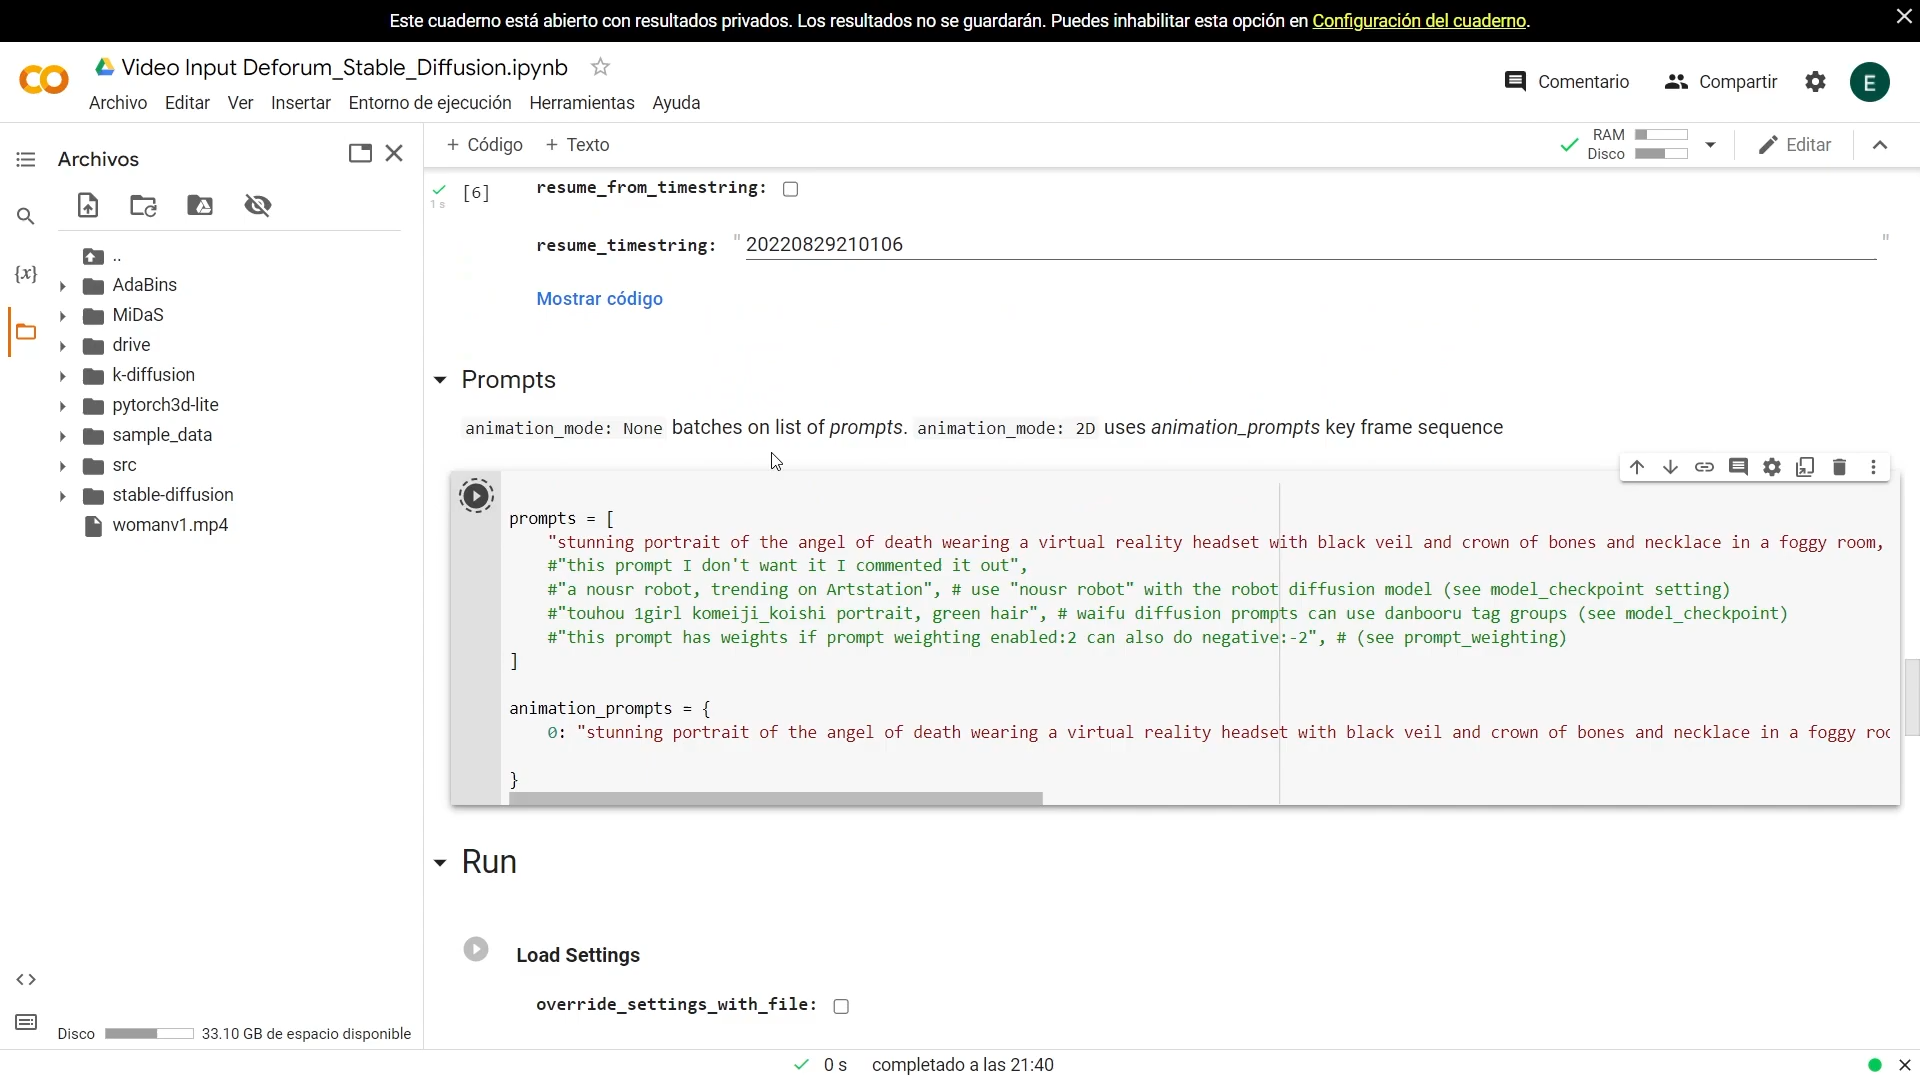 Este cuaderno está abierto con resultados privados. Los resultados no se guardarán. Puedes inhabilitar esta opción en Configuración del cuaderno.
Video Input Deforum_Stable_Diffusion.ipynb
Archivo Editar Ver Insertar Entorno de ejecución Herramientas Ayuda
Comentario
Compartir
E
Archivos
+ Código + Texto
RAM
Disco
Editar
..
AdaBins
MiDaS
drive
k-diffusion
pytorch3d-lite
sample_data
src
stable-diffusion
womanv1.mp4
Disco 33.10 GB de espacio disponible
{x}
1 s
[6]
resume_from_timestring:
resume_timestring: "20220829210106"
Mostrar código
Prompts
animation_mode: None batches on list of prompts. animation_mode: 2D uses animation_prompts key frame sequence
prompts = [
"stunning portrait of the angel of death wearing a virtual reality headset with black veil and crown of bones and necklace in a foggy room,
#"this prompt I don't want it I commented it out",
#"a nousr robot, trending on Artstation", # use "nousr robot" with the robot diffusion model (see model_checkpoint setting)
#"touhou 1girl komeiji_koishi portrait, green hair", # waifu diffusion prompts can use danbooru tag groups (see model_checkpoint)
#"this prompt has weights if prompt weighting enabled:2 can also do negative:-2", # (see prompt_weighting)
]
animation_prompts = {
0: "stunning portrait of the angel of death wearing a virtual reality headset with black veil and crown of bones and necklace in a foggy roo
}
Run
Load Settings
override_settings_with_file:
0 s completado a las 21:40